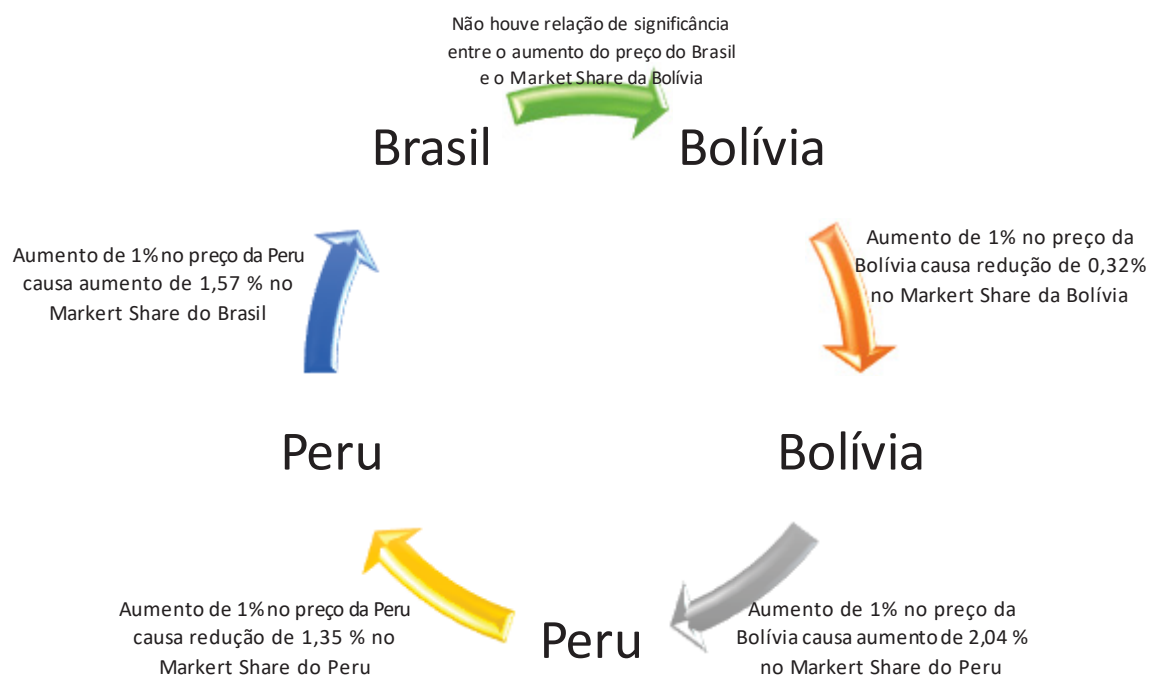 Não houve relação de significância
entre o aumento do preço do Brasil
e o Market Share da Bolívia
Brasil
Bolívia
Aumento de 1% no preço da
Bolívia causa redução de 0,32%
no Markert Share da Bolívia
Bolívia
Aumento de 1% no preço da
Bolívia causa aumento de 2,04 %
no Markert Share do Peru
Peru
Aumento de 1% no preço da Peru
causa redução de 1,35 % no
Markert Share do Peru
Peru
Aumento de 1% no preço da Peru
causa aumento de 1,57 % no
Markert Share do Brasil